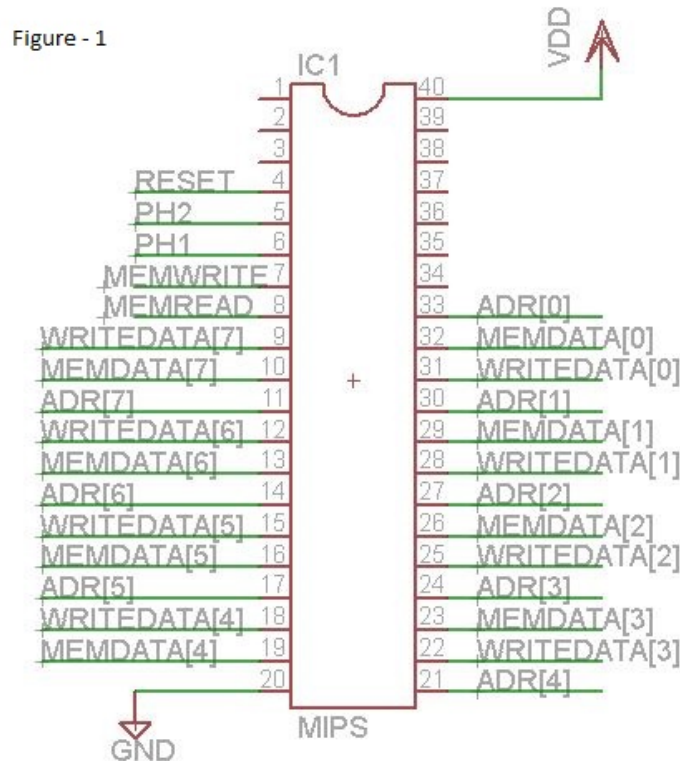 Figure - 1
VDD
IC1
1 40
2 39
3 38
RESET 4 37
PH2 5 36
PH1 6 35
MEMWRITE 7 34
MEMREAD 8 33 ADR[0]
WRITEDATA[7] 9 32 MEMDATA[0]
MEMDATA[7] 10 31 WRITEDATA[0]
ADR[7] 11 30 ADR[1]
WRITEDATA[6] 12 29 MEMDATA[1]
MEMDATA[6] 13 28 WRITEDATA[1]
ADR[6] 14 27 ADR[2]
WRITEDATA[5] 15 26 MEMDATA[2]
MEMDATA[5] 16 25 WRITEDATA[2]
ADR[5] 17 24 ADR[3]
WRITEDATA[4] 18 23 MEMDATA[3]
MEMDATA[4] 19 22 WRITEDATA[3]
20 21 ADR[4]
MIPS
GND